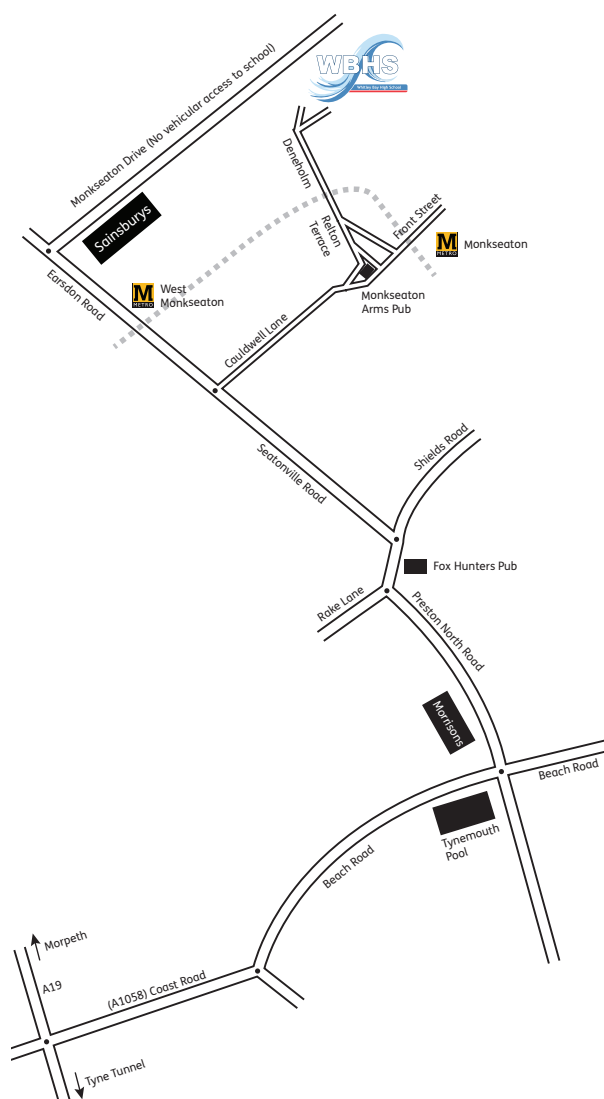 WBHS
Whitley Bay High School
Monkseaton Drive (No vehicular access to school)
Deneholm
Sainsburys
Relton
Terrace
Front Street
M
METRO
Monkseaton
Earsdon Road
M
METRO
West
Monkseaton
Monkseaton
Arms Pub
Cauldwell Lane
Seatonville Road
Shields Road
Fox Hunters Pub
Rake Lane
Preston North Road
Morrisons
Beach Road
Tynemouth
Pool
Beach Road
Morpeth
A19
(A1058) Coast Road
Tyne Tunnel